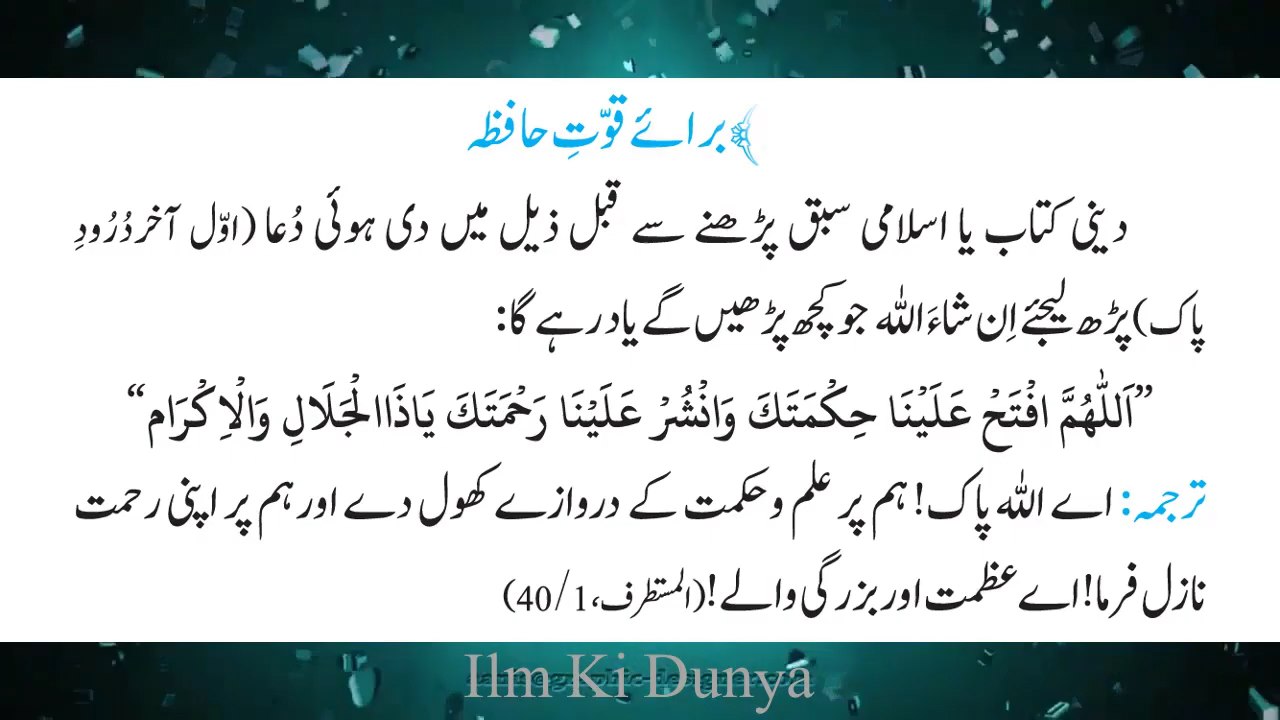 برائے قوّتِ حافظہ
دینی کتاب یا اسلامی سبق پڑھنے سے قبل ذیل میں دی ہوئی دُعا (اوّل آخر دُرُودِ
پاک) پڑھ لیجئے اِن شاءَ اللہ جو کچھ پڑھیں گے یاد رہے گا:
”اَللّٰهُمَّ افْتَحْ عَلَيْنَا حِكْمَتَكَ وَانْشُرْ عَلَيْنَا رَحْمَتَكَ يَاذَاالْجَلَالِ وَالْاِكْرَام“
ترجمہ: اے اللہ پاک! ہم پر علم و حکمت کے دروازے کھول دے اور ہم پر اپنی رحمت
نازل فرما! اے عظمت اور بزرگی والے! (المستطرف، 1/40)
Ilm Ki Dunya